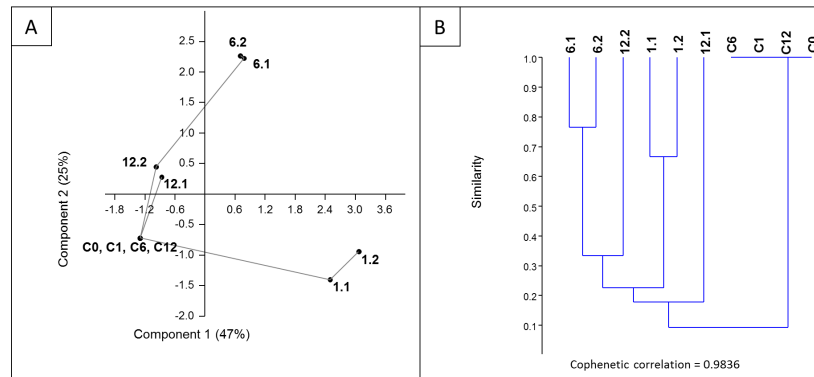 A
2.5
2.0
1.5
1.0
0.5
-0.5
-1.0
-1.5
-2.0
-1.8 -1.2 -0.6 0.6 1.2 1.8 2.4 3.0 3.6
6.2
6.1
12.2
12.1
C0, C1, C6, C12
1.2
1.1
Component 2 (25%)
Component 1 (47%)
B
6.1 6.2 12.2 1.1 1.2 12.1 C6 C1 C12 C0
1.0
0.9
0.8
0.7
0.6
0.5
0.4
0.3
0.2
0.1
Similarity
Cophenetic correlation = 0.9836